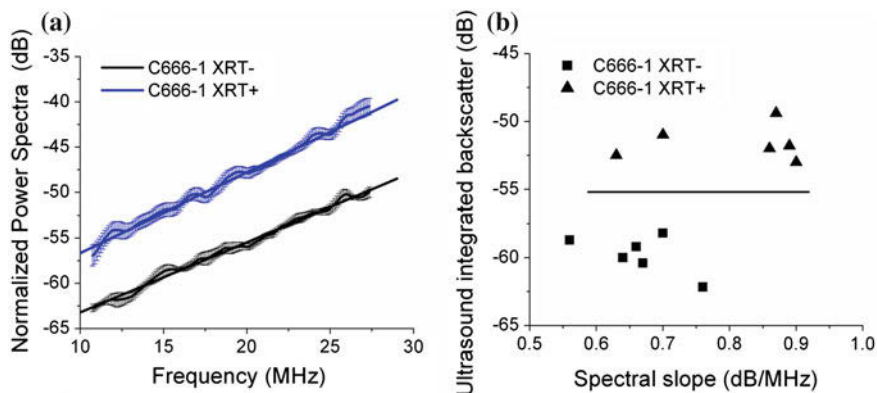 (a)
C666-1 XRT-
C666-1 XRT+
Normalized Power Spectra (dB)
-35
-40
-45
-50
-55
-60
-65
10
15
20
25
30
Frequency (MHz)
(b)
C666-1 XRT-
C666-1 XRT+
Ultrasound integrated backscatter (dB)
-45
-50
-55
-60
-65
0.5
0.6
0.7
0.8
0.9
1.0
Spectral slope (dB/MHz)